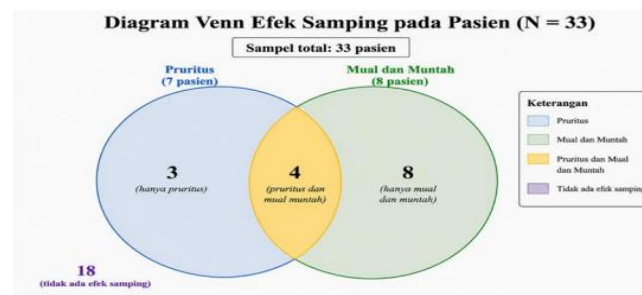 Diagram Venn Efek Samping pada Pasien (N = 33)
Sampel total: 33 pasien
Pruritus
(7 pasien)
Mual dan Muntah
(8 pasien)
3
(hanya pruritus)
4
(pruritus dan
mual muntah)
8
(hanya mual
dan muntah)
18
(tidak ada efek samping)
Keterangan
Pruritus
Mual dan Muntah
Pruritus dan Mual
dan Muntah
Tidak ada efek samping